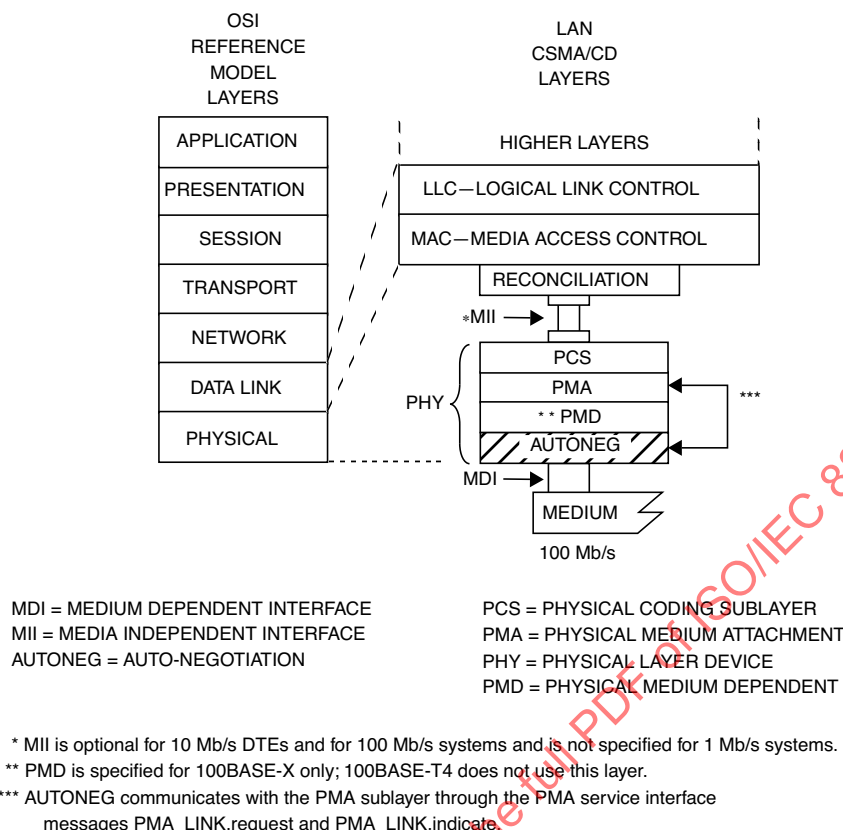 OSI
REFERENCE
MODEL
LAYERS
LAN
CSMA/CD
LAYERS
APPLICATION
PRESENTATION
SESSION
TRANSPORT
NETWORK
DATA LINK
PHYSICAL
HIGHER LAYERS
LLC—LOGICAL LINK CONTROL
MAC—MEDIA ACCESS CONTROL
RECONCILIATION
*MII
PHY
PCS
PMA
** PMD
AUTONEG
***
MDI
MEDIUM
100 Mb/s
MDI = MEDIUM DEPENDENT INTERFACE
MII = MEDIA INDEPENDENT INTERFACE
AUTONEG = AUTO-NEGOTIATION
PCS = PHYSICAL CODING SUBLAYER
PMA = PHYSICAL MEDIUM ATTACHMENT
PHY = PHYSICAL LAYER DEVICE
PMD = PHYSICAL MEDIUM DEPENDENT
* MII is optional for 10 Mb/s DTEs and for 100 Mb/s systems and is not specified for 1 Mb/s systems.
** PMD is specified for 100BASE-X only; 100BASE-T4 does not use this layer.
*** AUTONEG communicates with the PMA sublayer through the PMA service interface
messages PMA_LINK.request and PMA_LINK.indicate.
full PDF of ISO/IEC